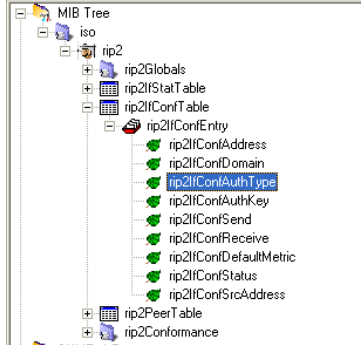 MIB Tree
iso
rip2
rip2Globals
rip2IfStatTable
rip2IfConfTable
rip2IfConfEntry
rip2IfConfAddress
rip2IfConfDomain
rip2IfConfAuthType
rip2IfConfAuthKey
rip2IfConfSend
rip2IfConfReceive
rip2IfConfDefaultMetric
rip2IfConfStatus
rip2IfConfSrcAddress
rip2PeerTable
rip2Conformance